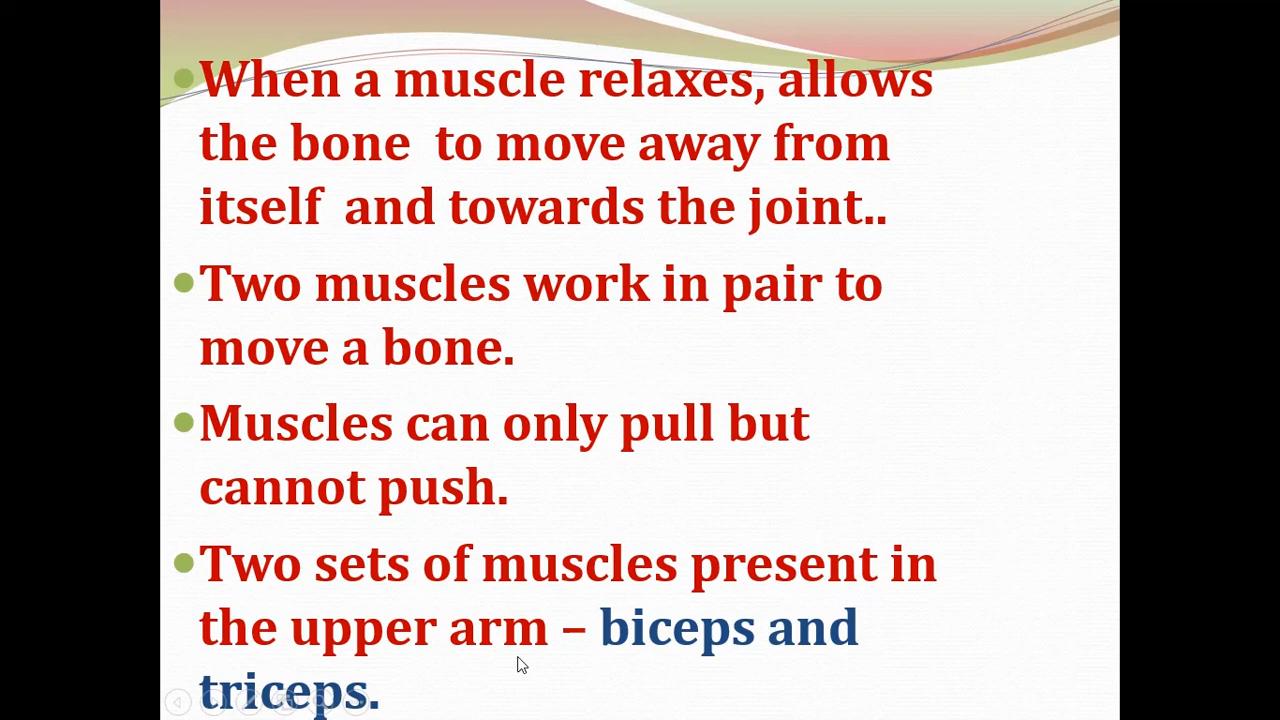 •When a muscle relaxes, allows
the bone to move away from
itself and towards the joint..
•Two muscles work in pair to
move a bone.
•Muscles can only pull but
cannot push.
•Two sets of muscles present in
the upper arm – biceps and
triceps.